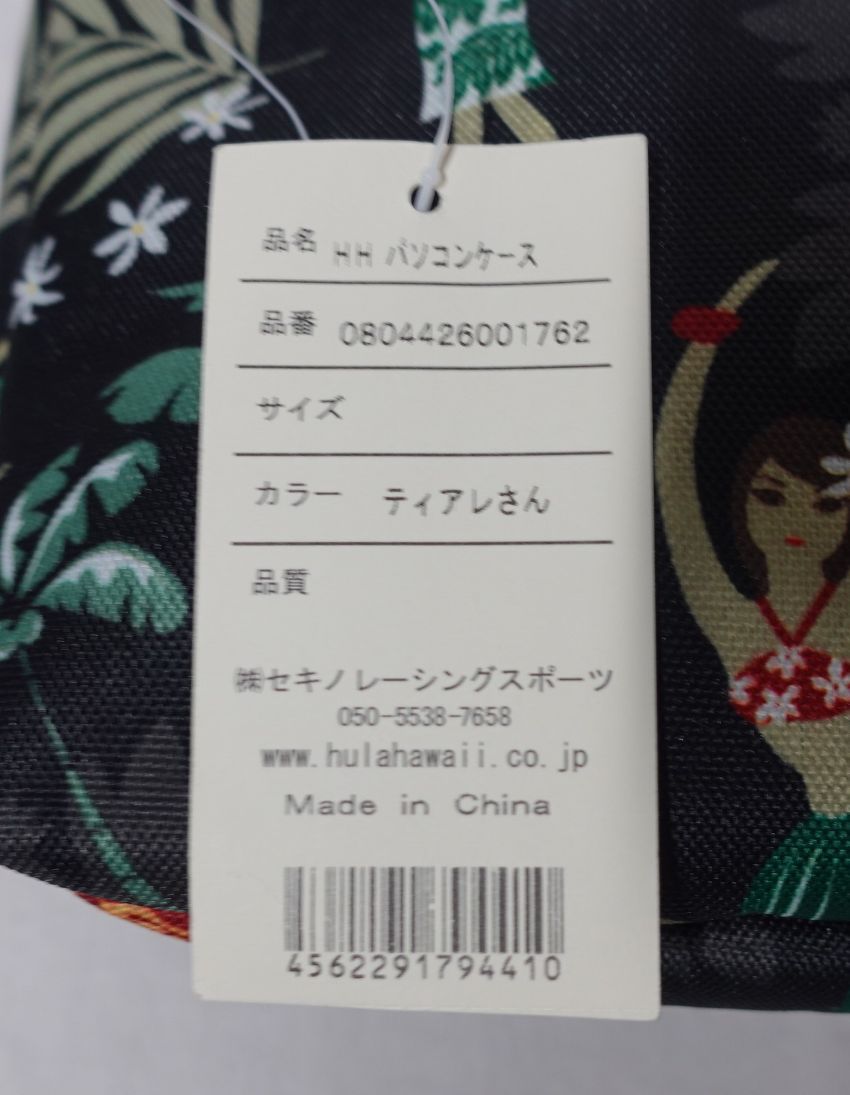 品名 HH パソコンケース
品番 0804426001762
サイズ
カラー ティアレさん
品質
㈱セキノレーシングスポーツ
050-5538-7658
www.hulahawaii.co.jp
Made in China
4562291794410